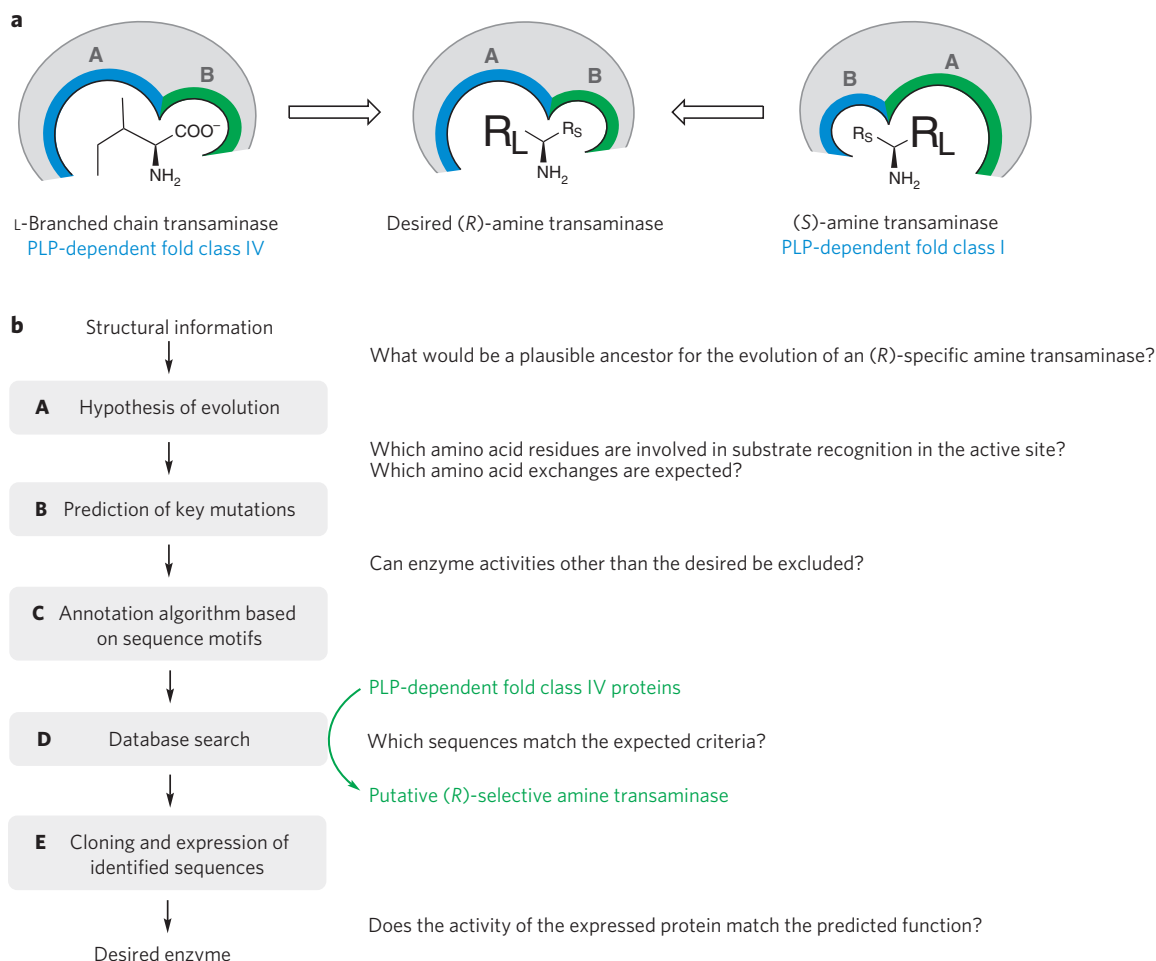 a
A
B
COO⁻
NH₂
L-Branched chain transaminase
PLP-dependent fold class IV
A
B
R_L
R_S
NH₂
Desired (R)-amine transaminase
B
A
R_S
R_L
NH₂
(S)-amine transaminase
PLP-dependent fold class I
b
Structural information
What would be a plausible ancestor for the evolution of an (R)-specific amine transaminase?
A Hypothesis of evolution
Which amino acid residues are involved in substrate recognition in the active site?
Which amino acid exchanges are expected?
B Prediction of key mutations
Can enzyme activities other than the desired be excluded?
C Annotation algorithm based
on sequence motifs
PLP-dependent fold class IV proteins
D Database search
Which sequences match the expected criteria?
Putative (R)-selective amine transaminase
E Cloning and expression of
identified sequences
Does the activity of the expressed protein match the predicted function?
Desired enzyme